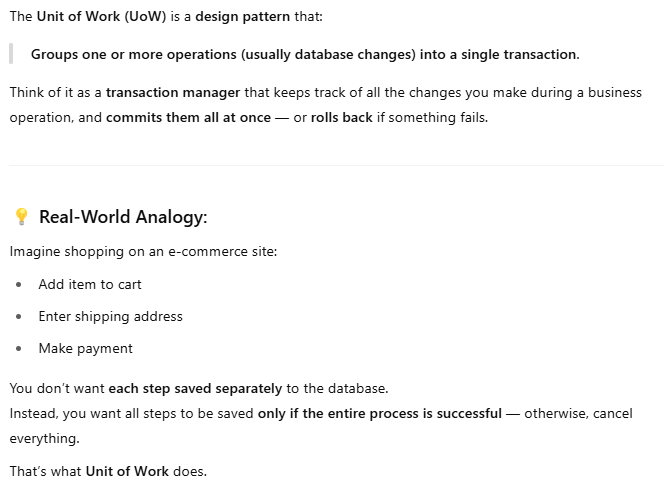 The Unit of Work (UoW) is a design pattern that:
Groups one or more operations (usually database changes) into a single transaction.
Think of it as a transaction manager that keeps track of all the changes you make during a business
operation, and commits them all at once — or rolls back if something fails.
💡 Real-World Analogy:
Imagine shopping on an e-commerce site:
• Add item to cart
• Enter shipping address
• Make payment
You don't want each step saved separately to the database.
Instead, you want all steps to be saved only if the entire process is successful — otherwise, cancel
everything.
That's what Unit of Work does.